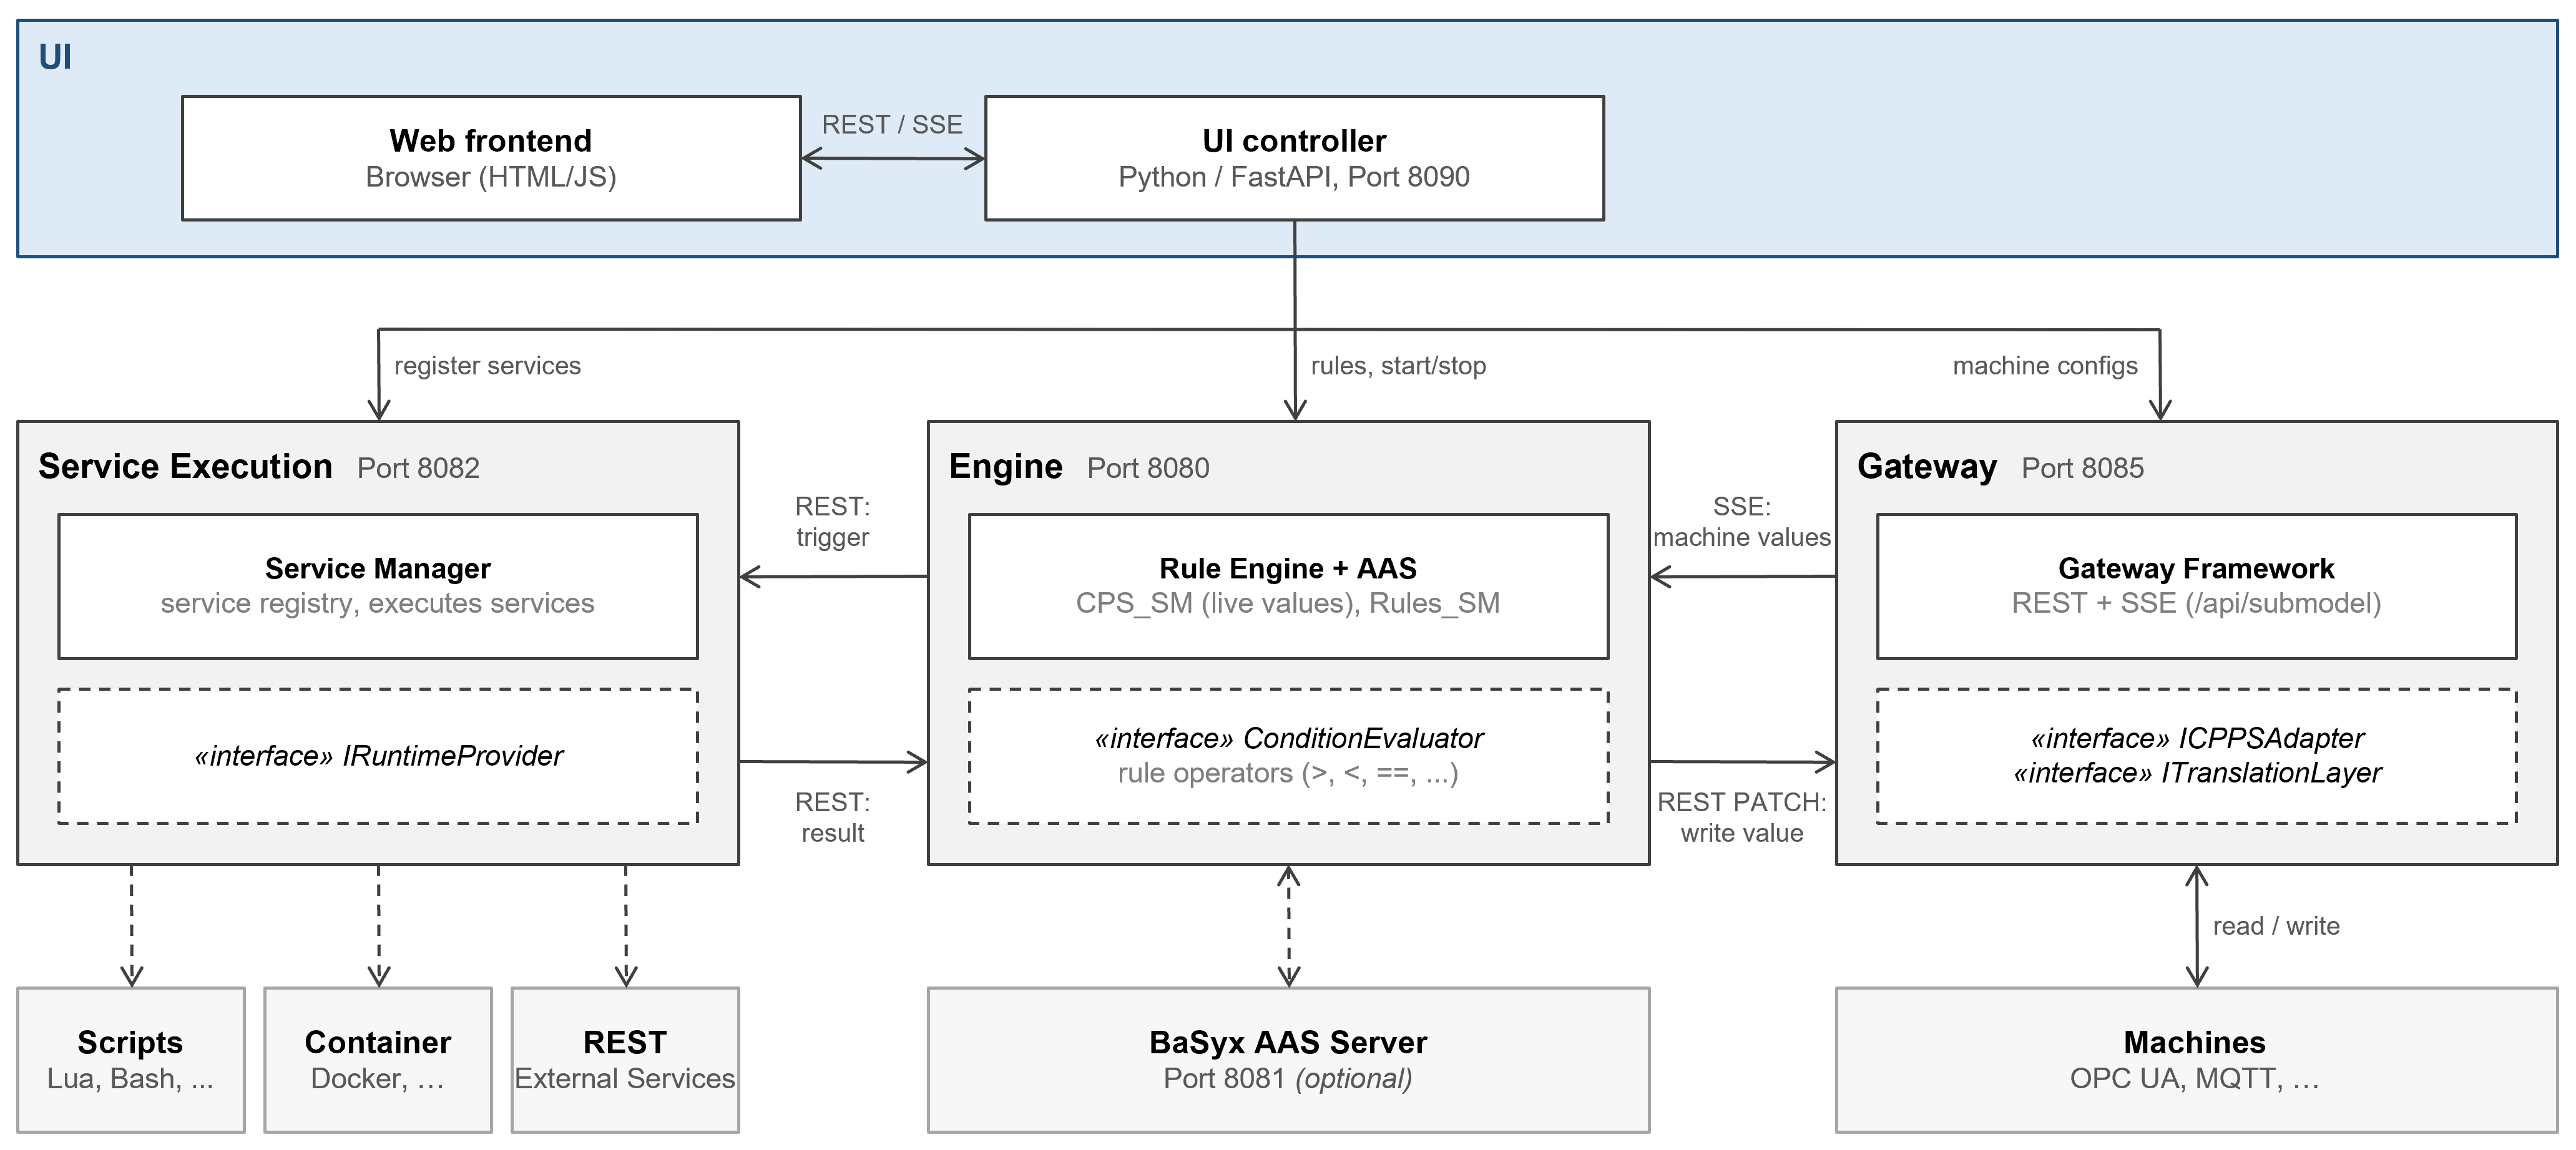 UI
Web frontend
Browser (HTML/JS)
REST / SSE
UI controller
Python / FastAPI, Port 8090
register services
rules, start/stop
machine configs
Service Execution Port 8082
Service Manager
service registry, executes services
«interface» IRuntimeProvider
REST:
trigger
REST:
result
Engine Port 8080
Rule Engine + AAS
CPS_SM (live values), Rules_SM
«interface» ConditionEvaluator
rule operators (>, <, ==, ...)
SSE:
machine values
REST PATCH:
write value
Gateway Port 8085
Gateway Framework
REST + SSE (/api/submodel)
«interface» ICPPSAdapter
«interface» ITranslationLayer
read / write
Scripts
Lua, Bash, ...
Container
Docker, …
REST
External Services
BaSyx AAS Server
Port 8081 (optional)
Machines
OPC UA, MQTT, …